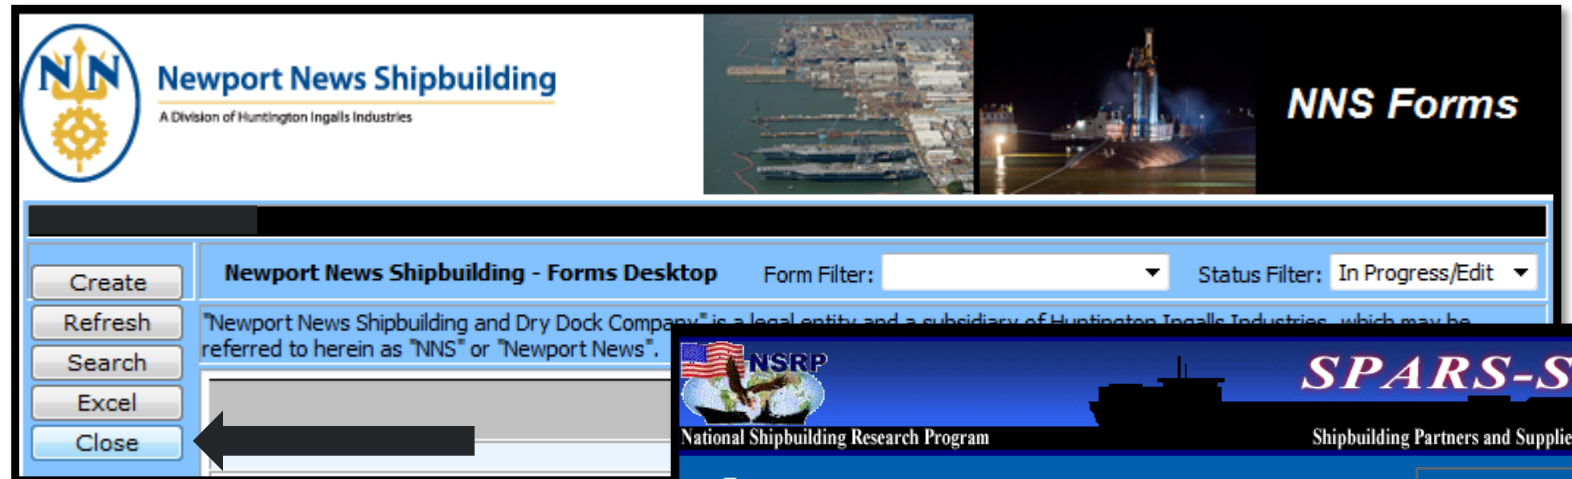 NN
Newport News Shipbuilding
A Division of Huntington Ingalls Industries
NNS Forms
Create
Newport News Shipbuilding - Forms Desktop
Form Filter:
Status Filter: In Progress/Edit
Refresh
"Newport News Shipbuilding and Dry Dock Company" is a legal entity and a subsidiary of Huntington Ingalls Industries, which may be
referred to herein as "NNS" or "Newport News".
Search
Excel
Close
NSRP
SPARS-S
National Shipbuilding Research Program
Shipbuilding Partners and Supplie